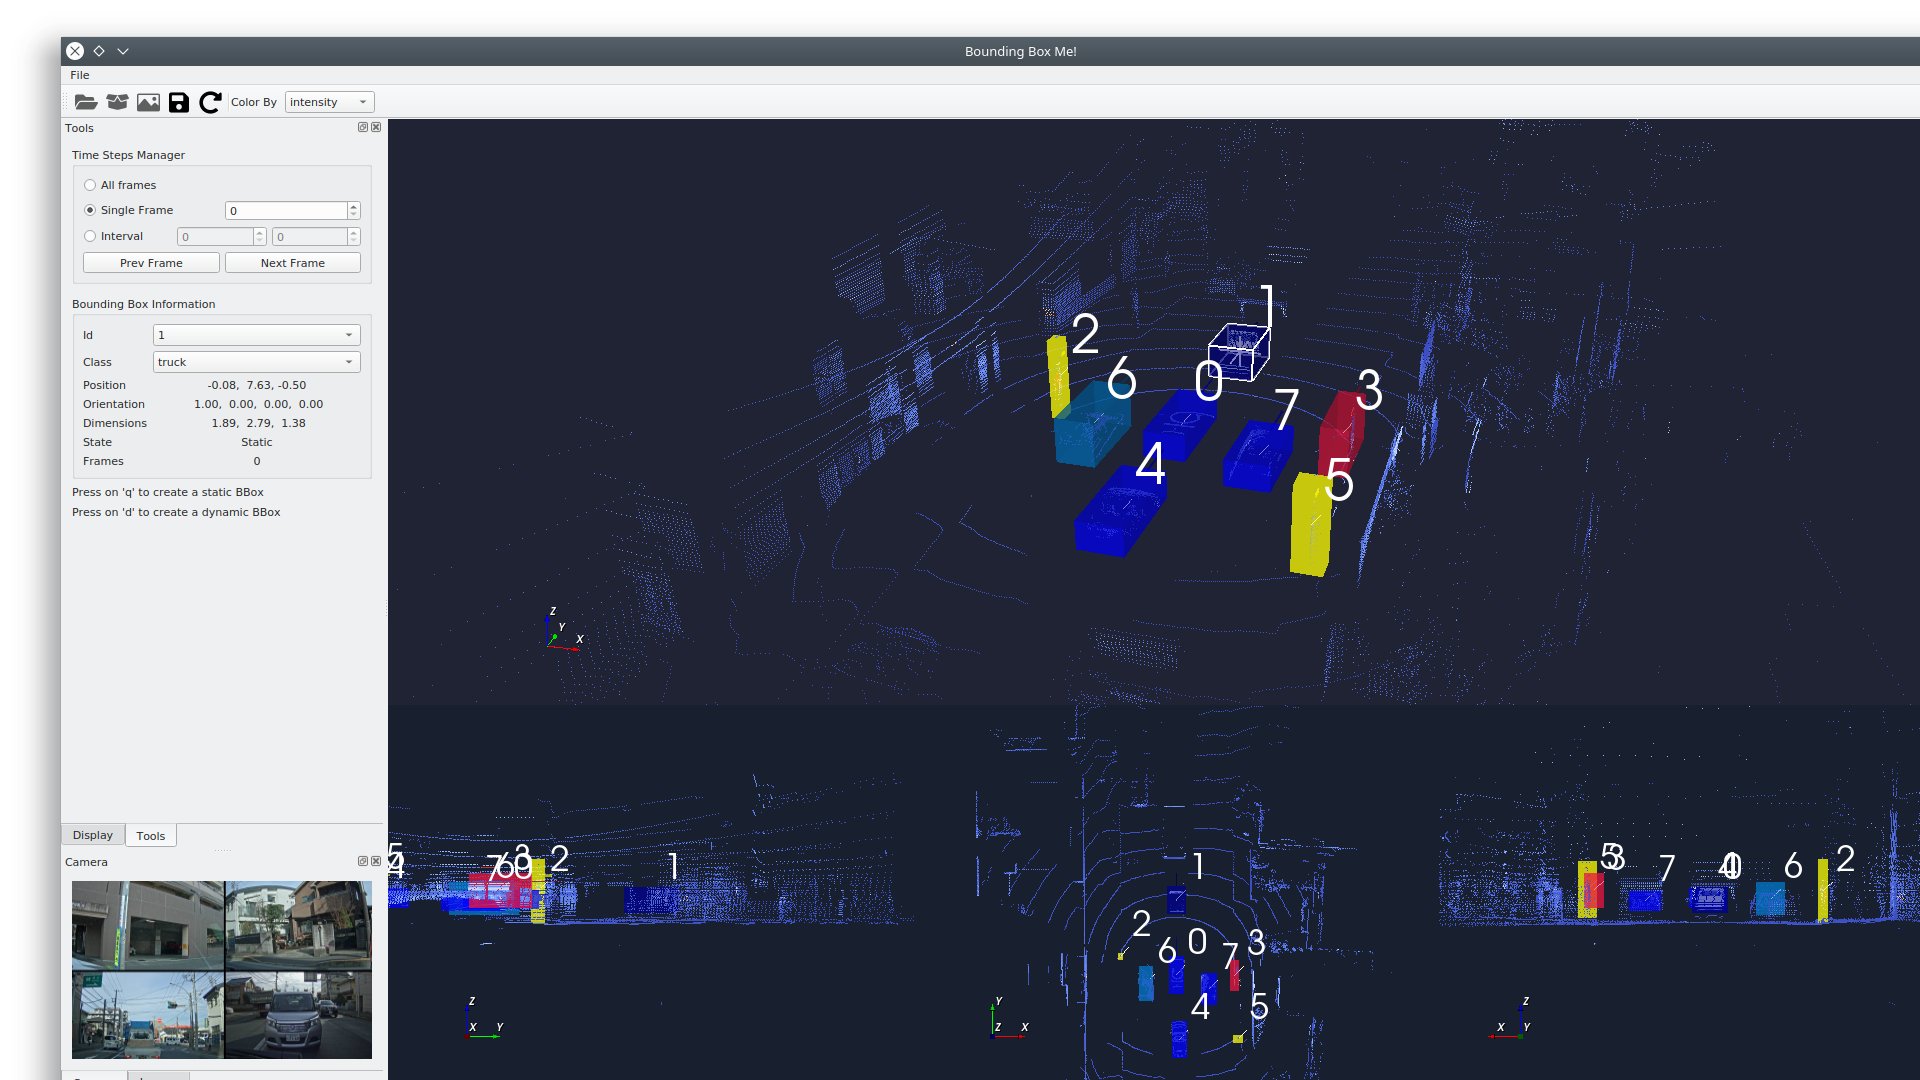 Bounding Box Me!
File
Color By intensity
Tools
Time Steps Manager
All frames
Single Frame 0
Interval 0 0
Prev Frame Next Frame
Bounding Box Information
Id 1
Class truck
Position -0.08, 7.63, -0.50
Orientation 1.00, 0.00, 0.00, 0.00
Dimensions 1.89, 2.79, 1.38
State Static
Frames 0
Press on 'q' to create a static BBox
Press on 'd' to create a dynamic BBox
Display Tools
Camera
1
2
6 0 3
7
4 5
Z
Y
X
5 4 7 6 3 0 2 1
Z
X Y
1
2 6 0 7 3
4 5
Y
Z X
5 3 7 4 0 6 2
Z
X Y